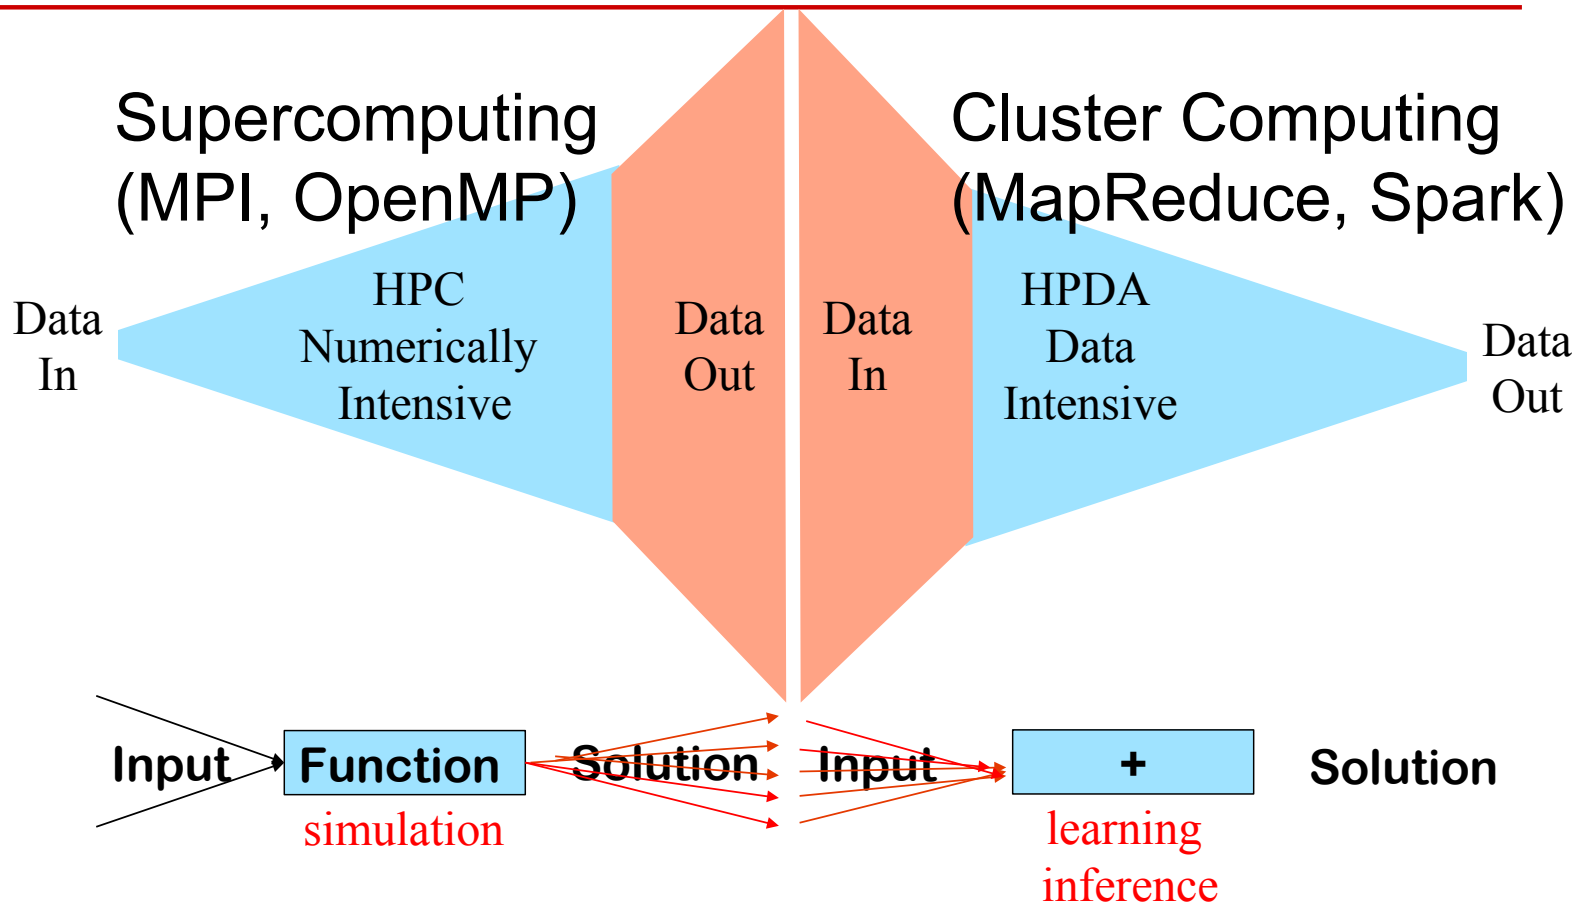 Supercomputing
(MPI, OpenMP)
Cluster Computing
(MapReduce, Spark)
Data
In
HPC
Numerically
Intensive
Data
Out
Data
In
HPDA
Data
Intensive
Data
Out
Input
Function
Solution
Input
+
Solution
simulation
learning
inference